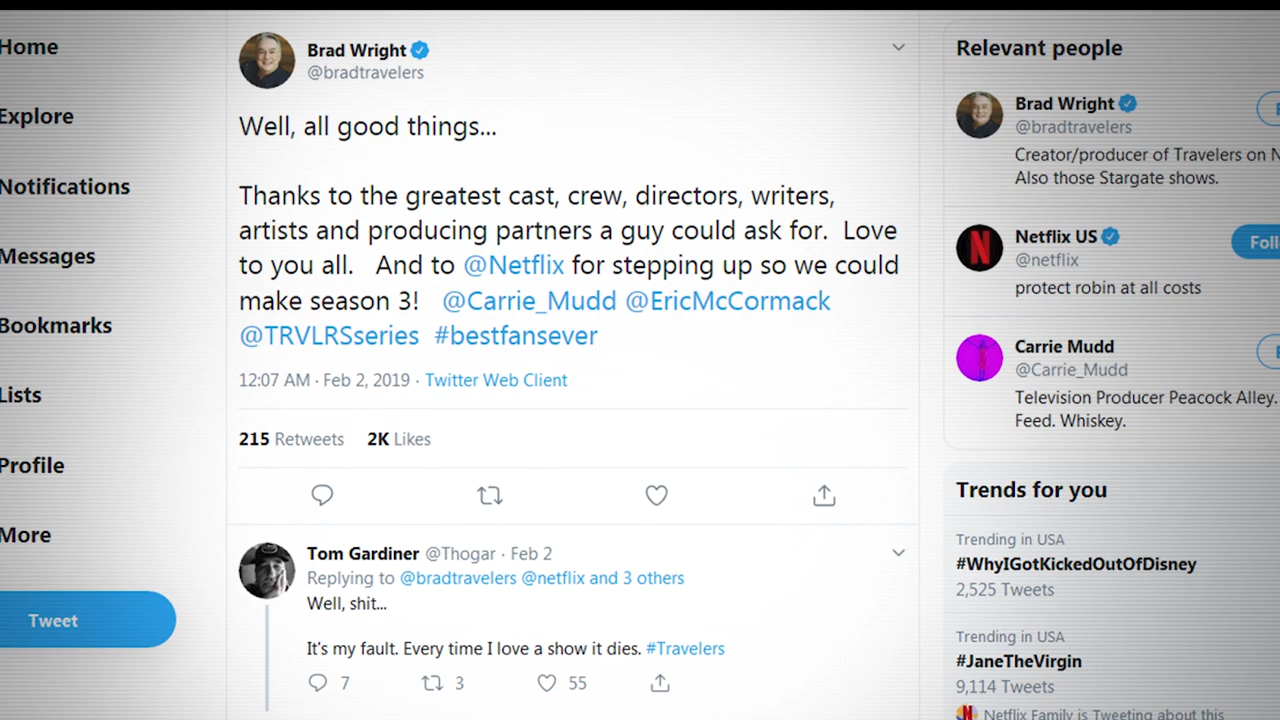 Home
Explore
Notifications
Messages
Bookmarks
Lists
Profile
More
Tweet
Brad Wright
@bradtravelers
Well, all good things...
Thanks to the greatest cast, crew, directors, writers,
artists and producing partners a guy could ask for. Love
to you all. And to @Netflix for stepping up so we could
make season 3! @Carrie_Mudd @EricMcCormack
@TRVLRSseries #bestfansever
12:07 AM · Feb 2, 2019 · Twitter Web Client
215 Retweets 2K Likes
Tom Gardiner @Thogar · Feb 2
Replying to @bradtravelers @netflix and 3 others
Well, shit...
It's my fault. Every time I love a show it dies. #Travelers
7 3 55
Relevant people
Brad Wright
@bradtravelers
Creator/producer of Travelers on N
Also those Stargate shows.
Netflix US
@netflix
Foll
protect robin at all costs
Carrie Mudd
@Carrie_Mudd
Television Producer Peacock Alley.
Feed. Whiskey.
Trends for you
Trending in USA
#WhyIGotKickedOutOfDisney
2,525 Tweets
Trending in USA
#JaneTheVirgin
9,114 Tweets
Netflix Family is Tweeting about this